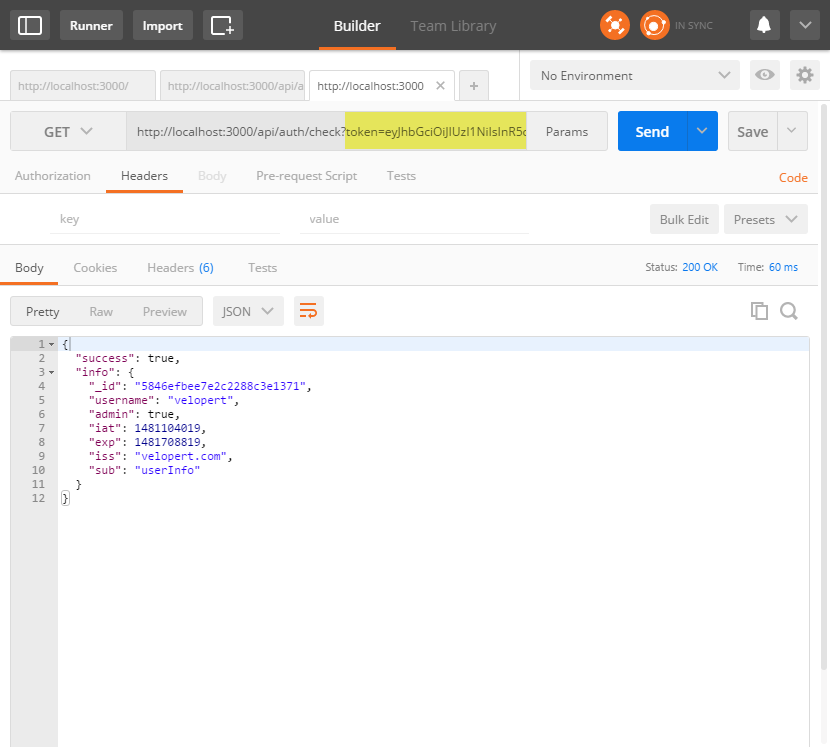 Runner Import Builder Team Library IN SYNC
http://localhost:3000/ http://localhost:3000/api/a http://localhost:3000 No Environment
GET http://localhost:3000/api/auth/check? Params Send Save
Authorization Headers Body Pre-request Script Tests Code
key value Bulk Edit Presets
Body Cookies Headers (6) Tests Status: 200 OK Time: 60 ms
Pretty Raw Preview JSON
1 {
2 "success": true,
3 "info": {
4 "_id": "5846efbee7e2c2288c3e1371",
5 "username": "velopert",
6 "admin": true,
7 "iat": 1481104019,
8 "exp": 1481708819,
9 "iss": "velopert.com",
10 "sub": "userInfo"
11 }
12 }